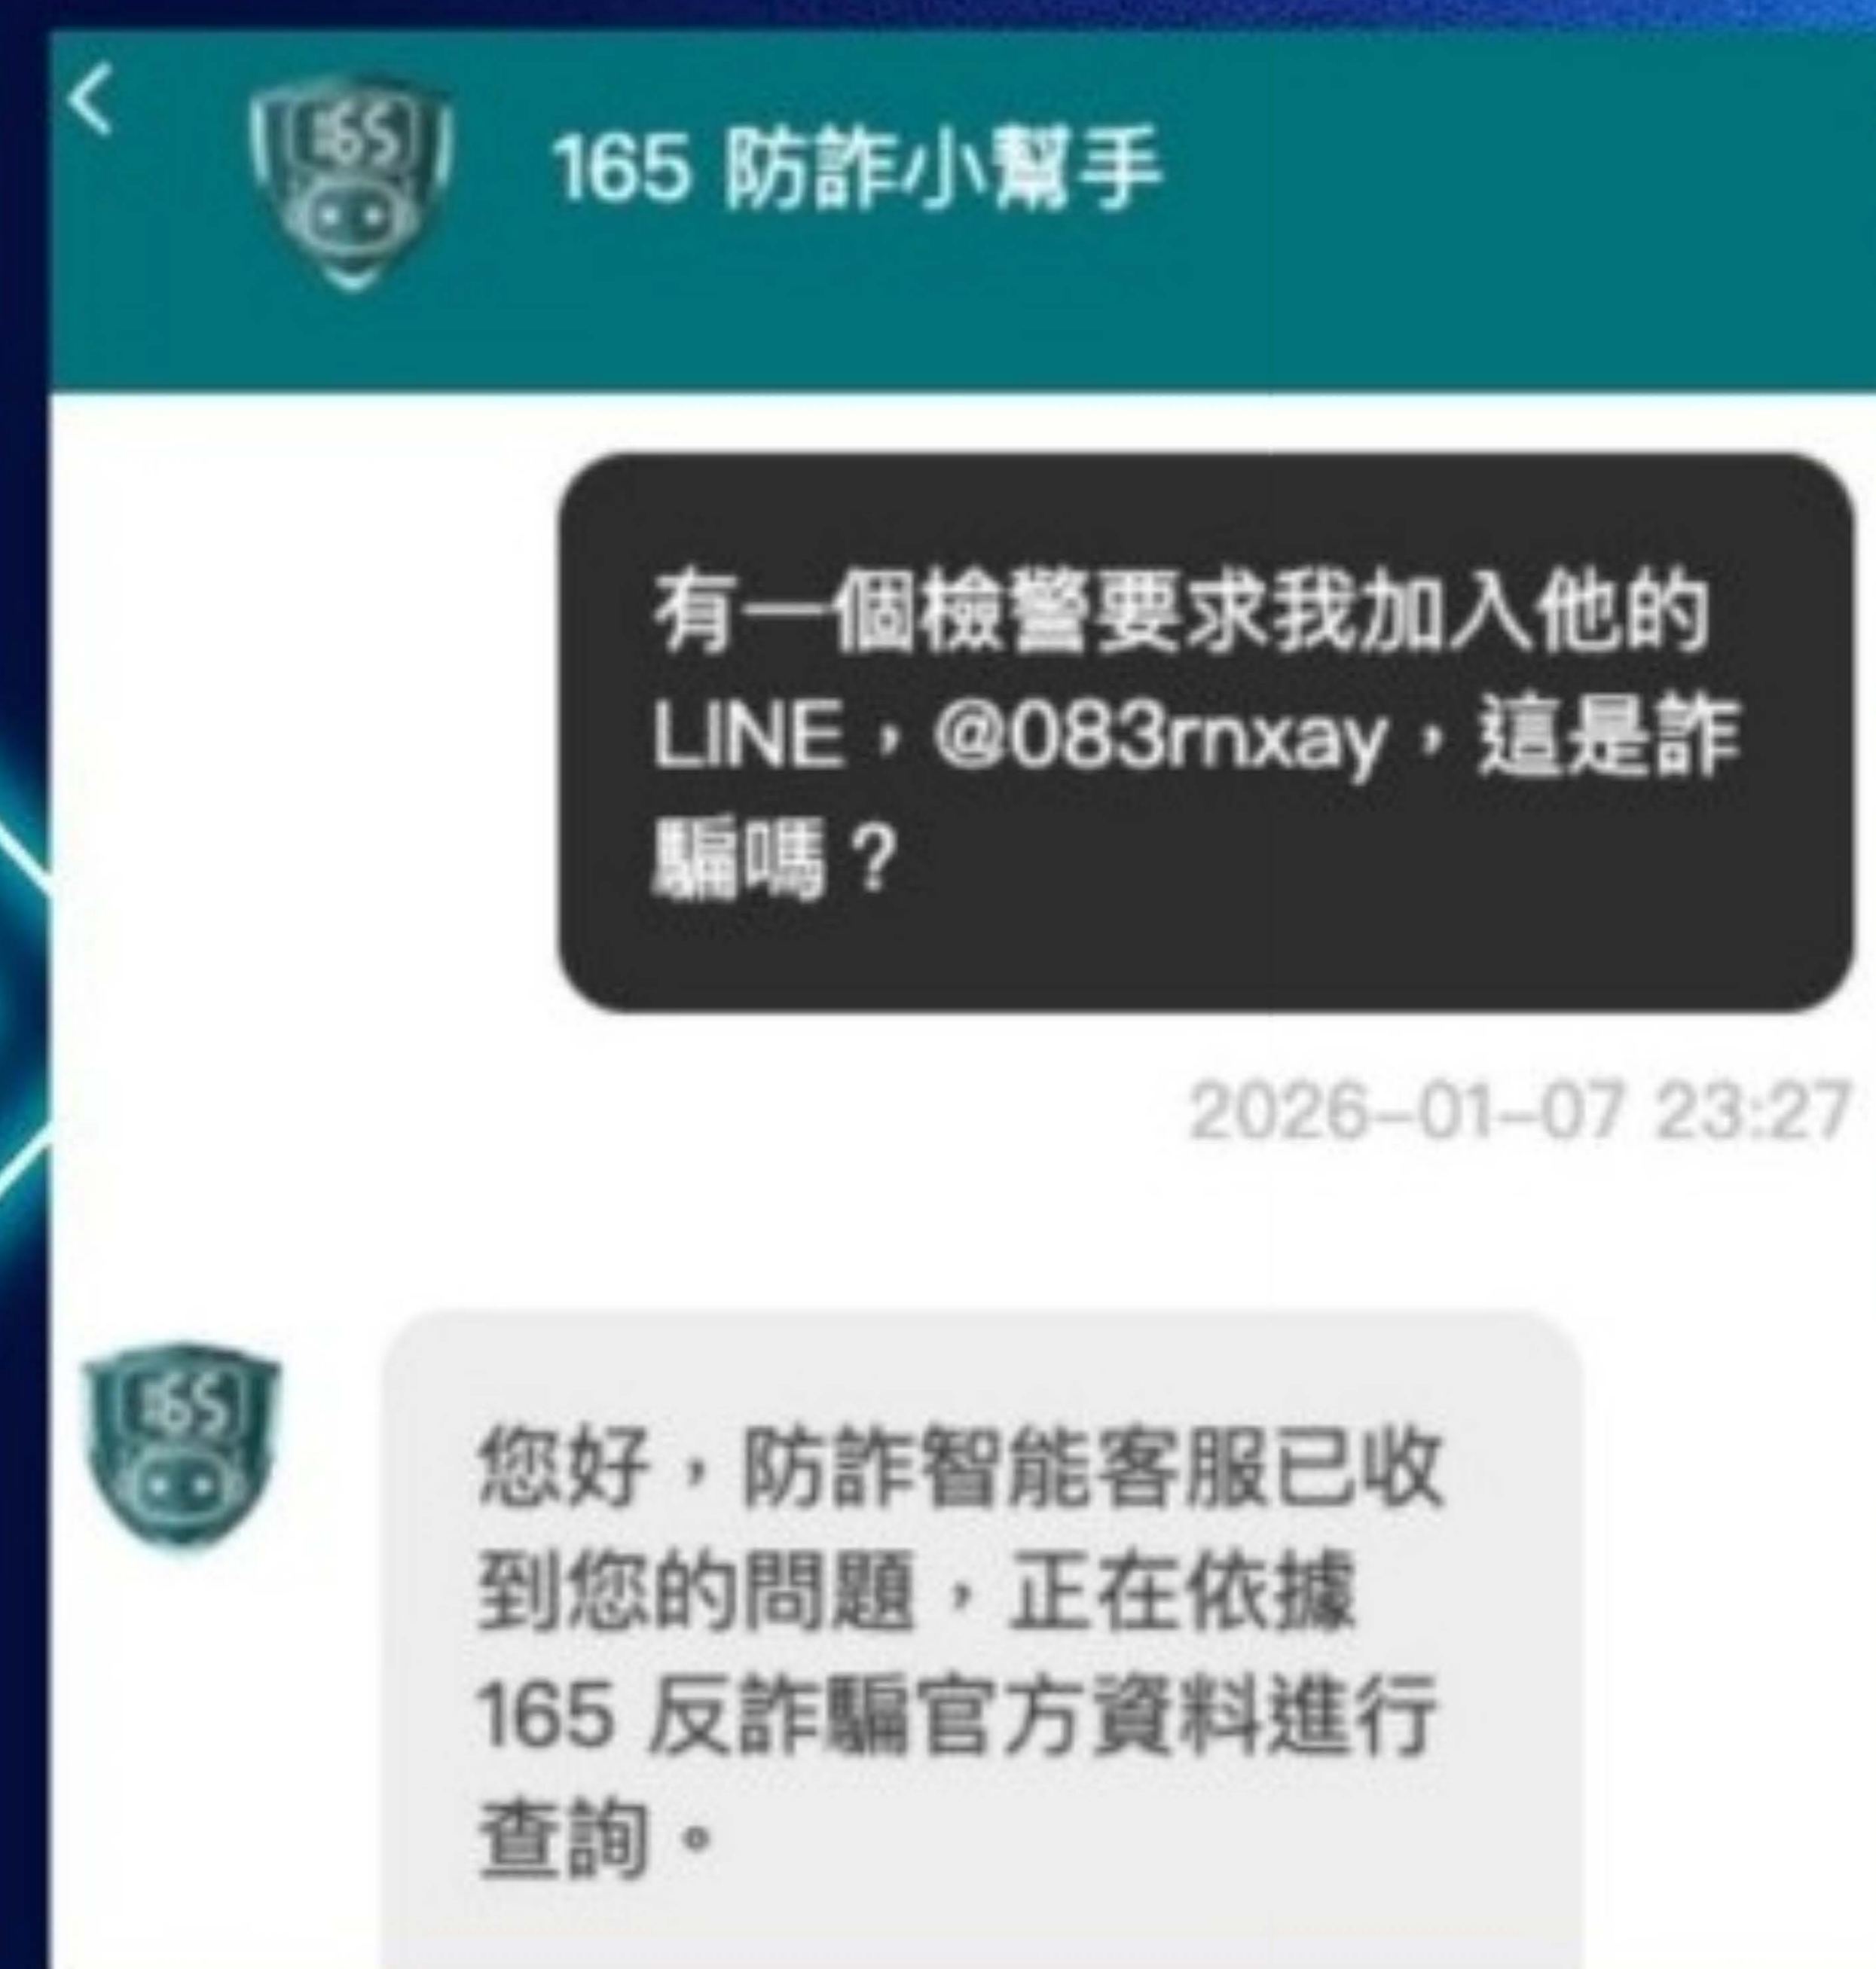 165
165 防詐小幫手
有一個檢警要求我加入他的
LINE，@083rnxay，這是詐
騙嗎？
2026-01-07 23:27
165
您好，防詐智能客服已收
到您的問題，正在依據
165 反詐騙官方資料進行
查詢。